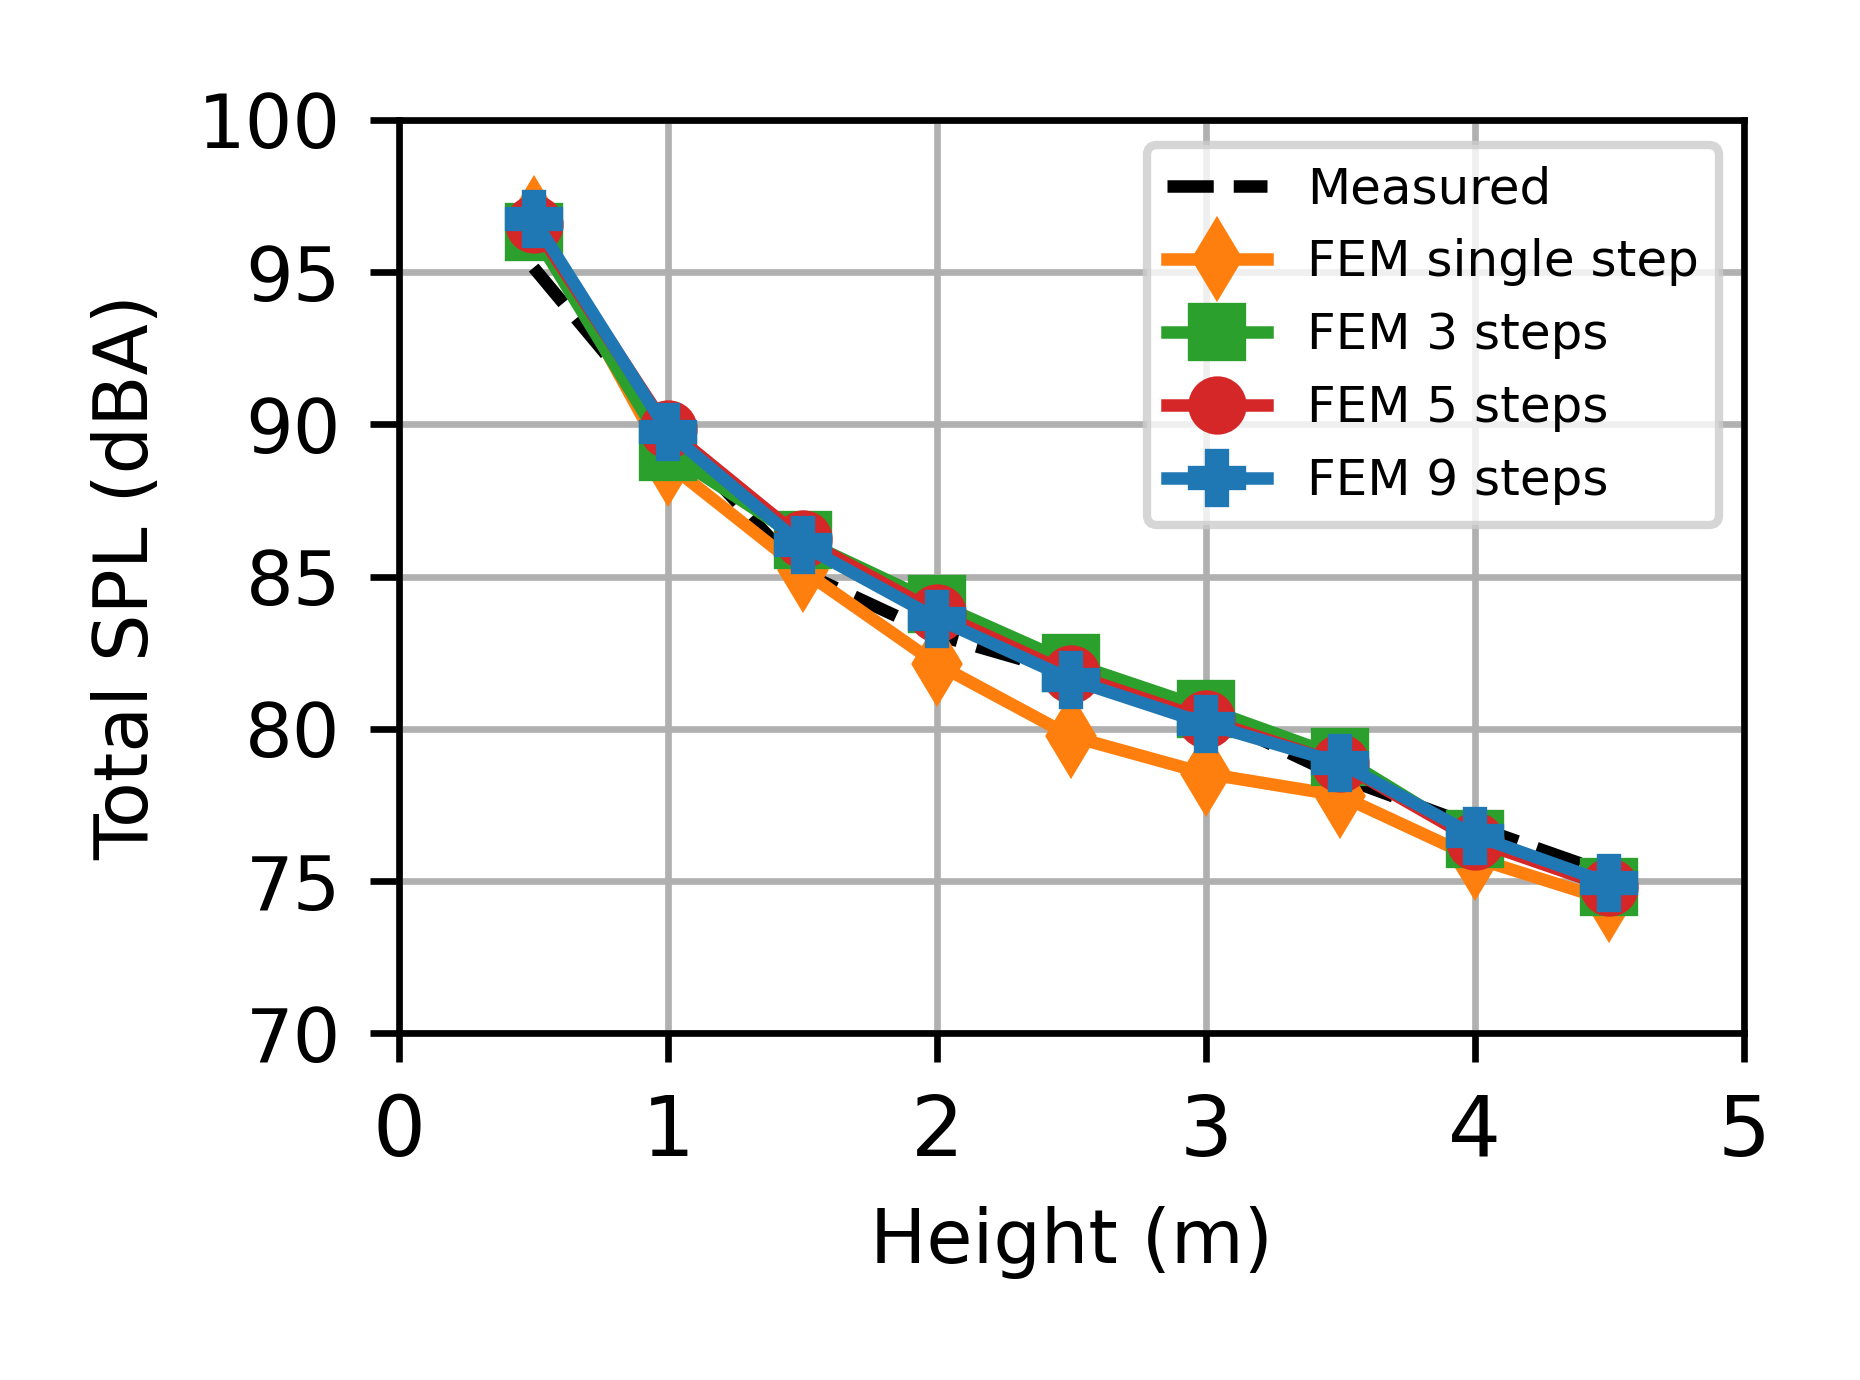 100
95
90
85
80
75
70
Total SPL (dBA)
Measured
FEM single step
FEM 3 steps
FEM 5 steps
FEM 9 steps
0 1 2 3 4 5
Height (m)